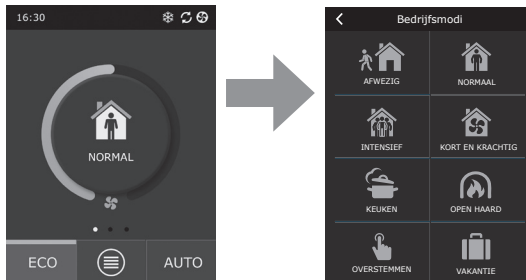 16:30
NORMAL
ECO
AUTO
Bedrijfsmodi
AFWEZIG
NORMAAL
INTENSIEF
KORT EN KRACHTIG
KEUKEN
OPEN HAARD
OVERSTEMMEN
VAKANTIE